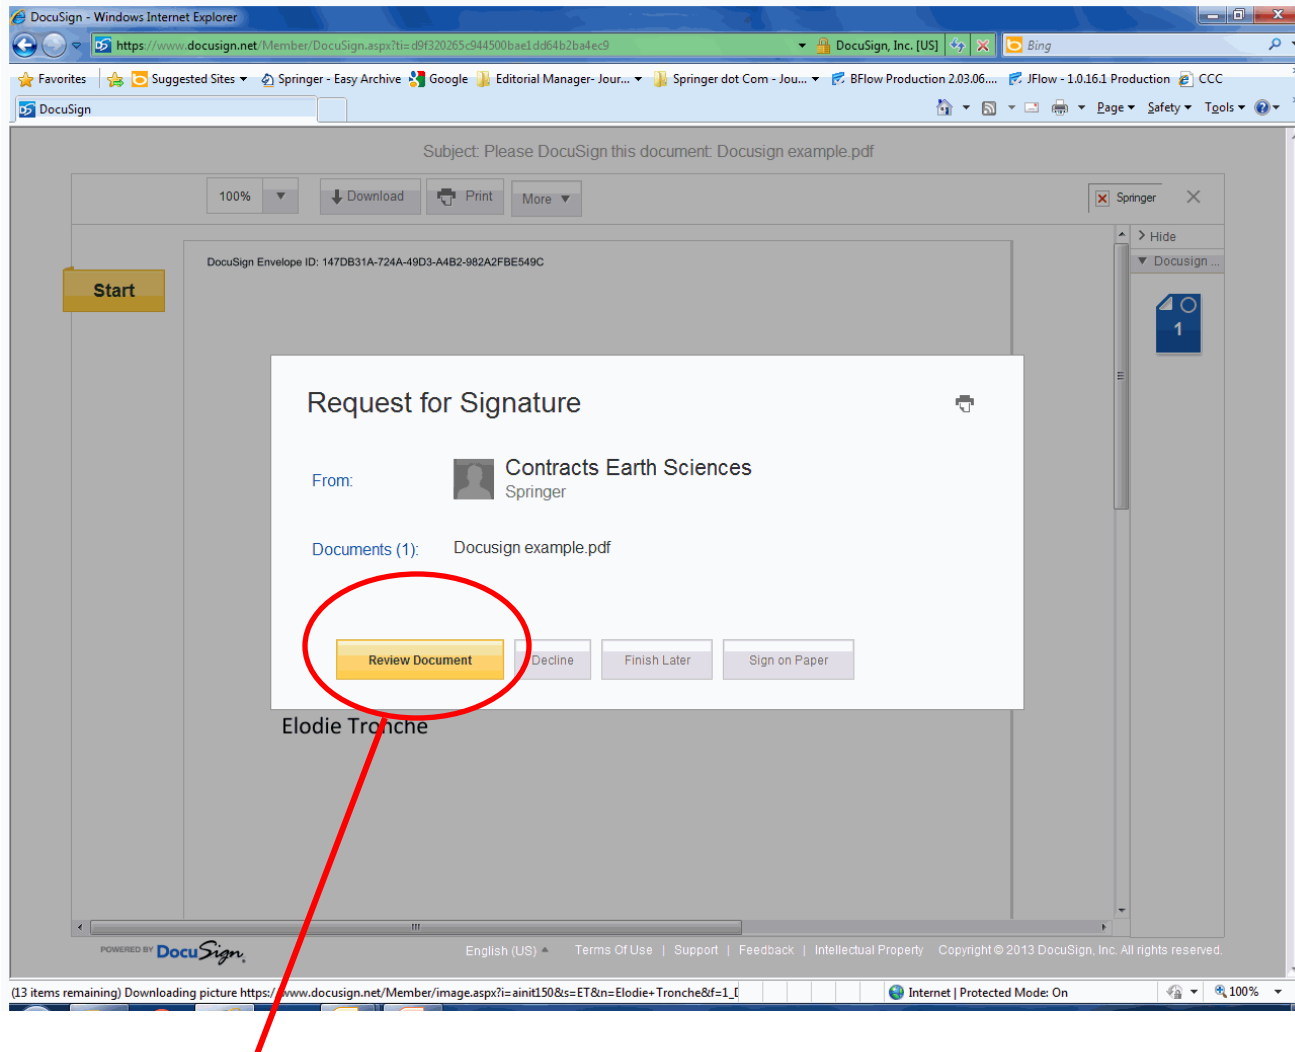 DocuSign - Windows Internet Explorer
https://www.docusign.net/Member/DocuSign.aspx?ti=d9f320265c944500bae1dd64b2ba4ec9 DocuSign, Inc. [US] Bing
Favorites Suggested Sites Springer - Easy Archive Google Editorial Manager- Jour... Springer dot Com - Jou... BFlow Production 2.03.06.... JFlow - 1.0.16.1 Production CCC
DocuSign Page Safety Tools
Subject: Please DocuSign this document: Docusign example.pdf
100% Download Print More Springer
Hide
DocuSign Envelope ID: 147DB31A-724A-49D3-A4B2-982A2FBE549C Docusign ...
Start
1
Request for Signature
From: Contracts Earth Sciences
Springer
Documents (1): Docusign example.pdf
Review Document Decline Finish Later Sign on Paper
Elodie Tronche
POWERED BY DocuSign English (US) Terms Of Use | Support | Feedback | Intellectual Property Copyright © 2013 DocuSign, Inc. All rights reserved.
(13 items remaining) Downloading picture https://www.docusign.net/Member/image.aspx?i=ainit150&s=ET&n=Elodie+Tronche&f=1_D Internet | Protected Mode: On 100%